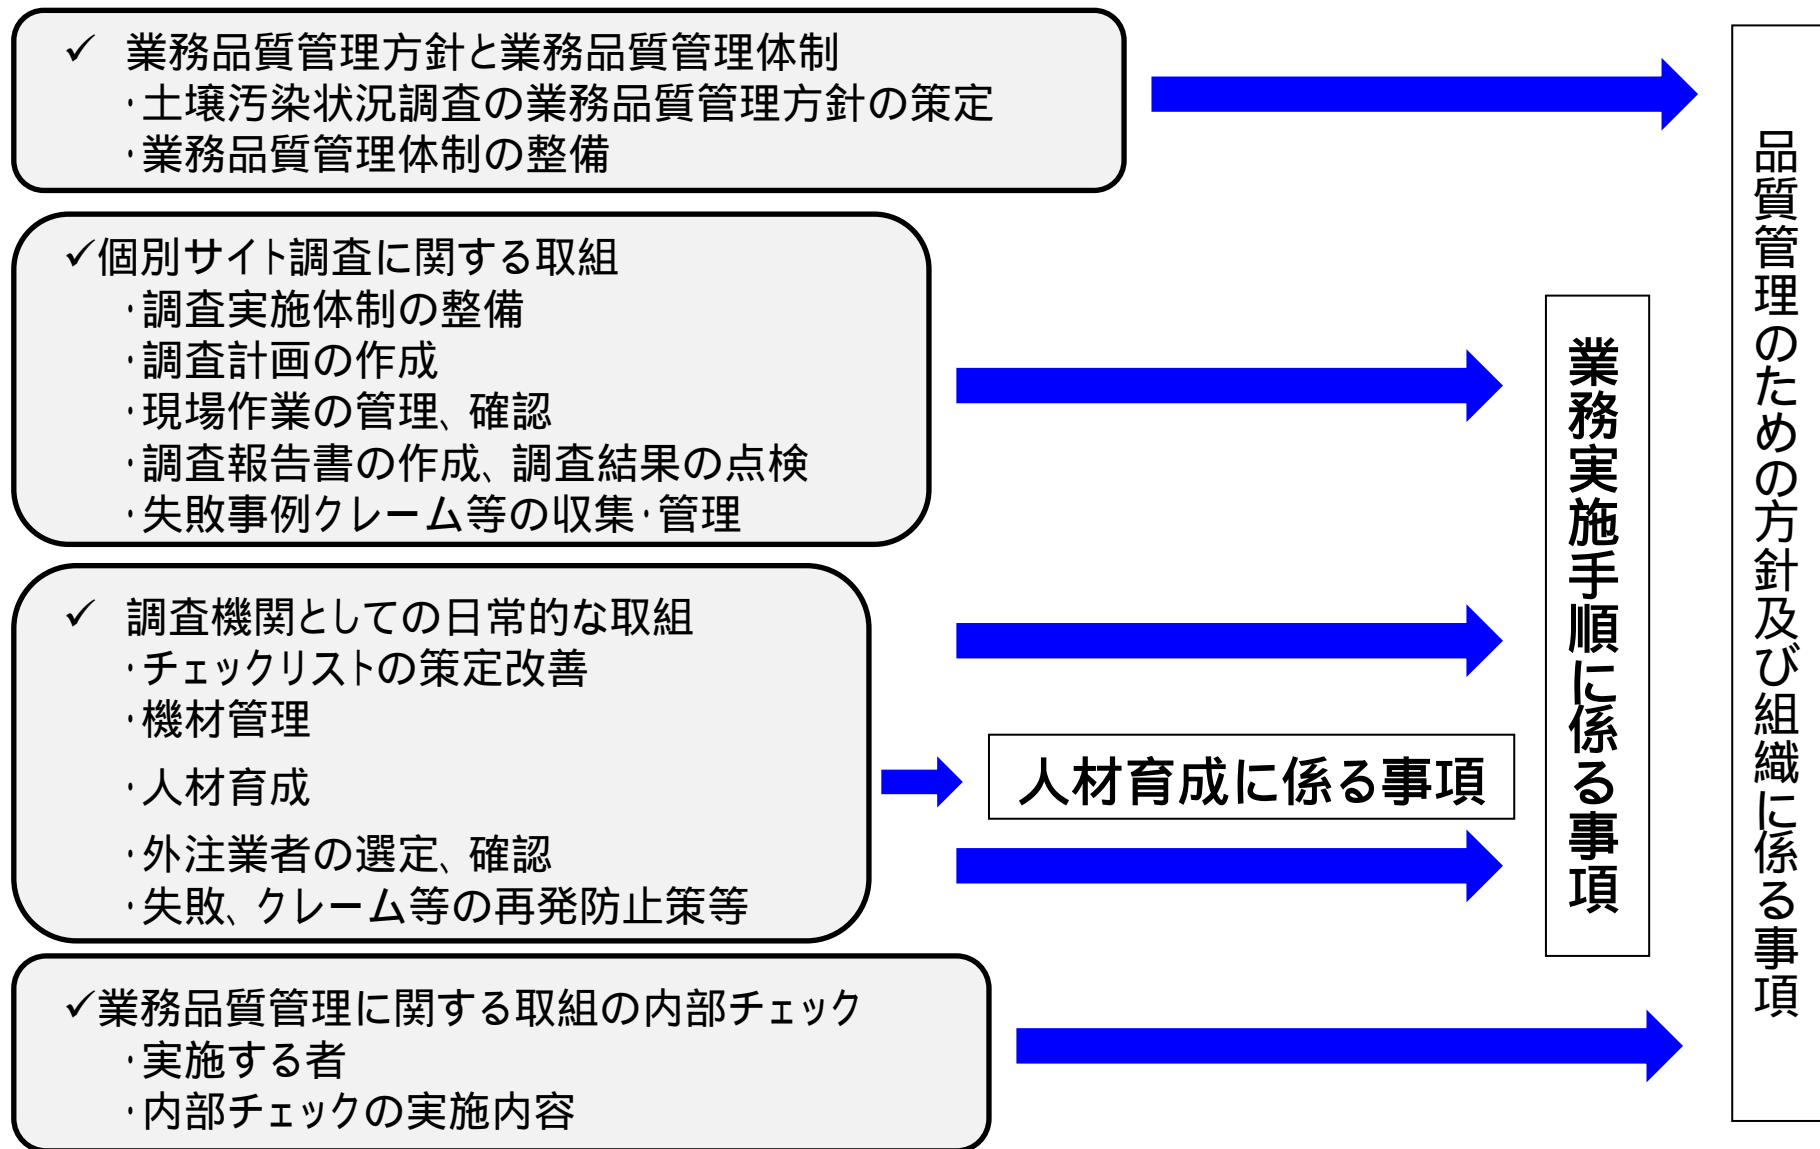 ✓ 業務品質管理方針と業務品質管理体制
・土壌汚染状況調査の業務品質管理方針の策定
・業務品質管理体制の整備
✓個別サイト調査に関する取組
・調査実施体制の整備
・調査計画の作成
・現場作業の管理、確認
・調査報告書の作成、調査結果の点検
・失敗事例クレーム等の収集・管理
✓ 調査機関としての日常的な取組
・チェックリストの策定改善
・機材管理
・人材育成
・外注業者の選定、確認
・失敗、クレーム等の再発防止策等
人材育成に係る事項
✓業務品質管理に関する取組の内部チェック
・実施する者
・内部チェックの実施内容
業務実施手順に係る事項
品質管理のための方針及び組織に係る事項